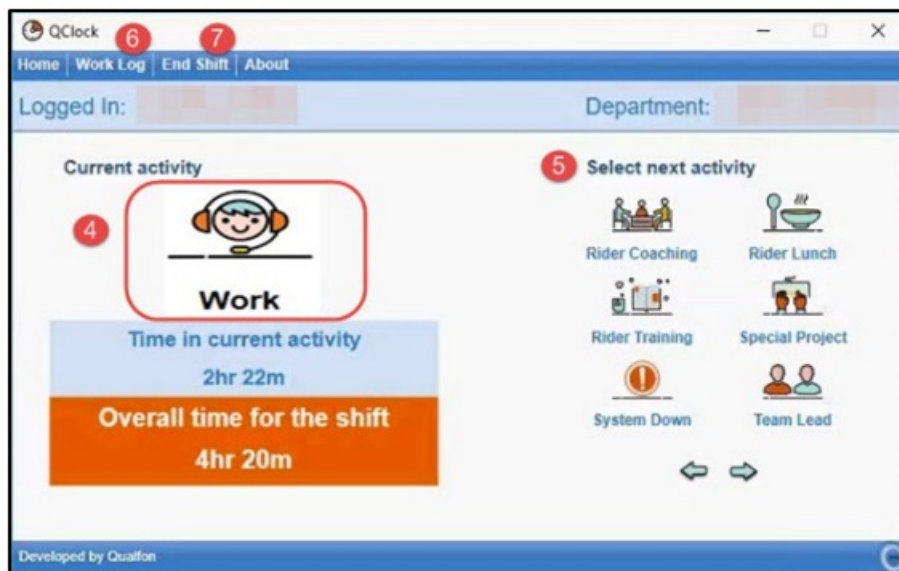 QClock
6 7
Home Work Log End Shift About
Logged In: Department:
Current activity
4
Work
Time in current activity
2hr 22m
Overall time for the shift
4hr 20m
5 Select next activity
Rider Coaching Rider Lunch
Rider Training Special Project
System Down Team Lead
Developed by Qualfon